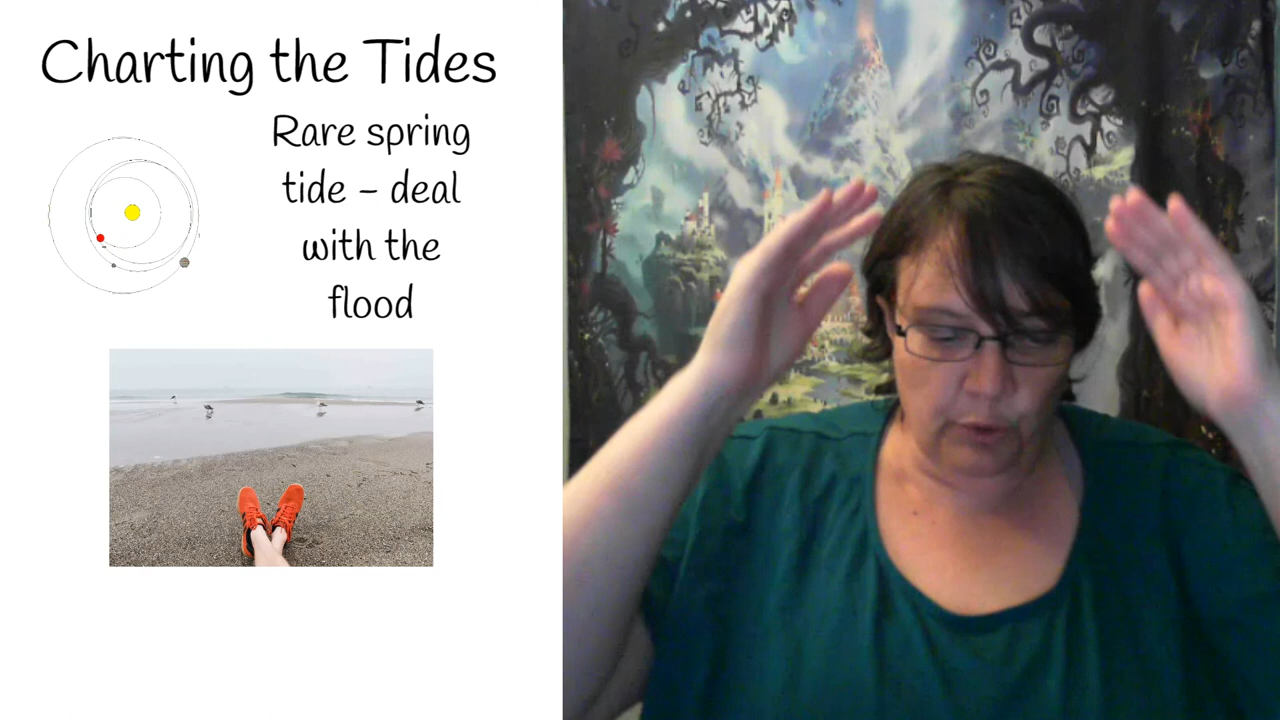 Charting the Tides
Rare spring
tide – deal
with the
flood